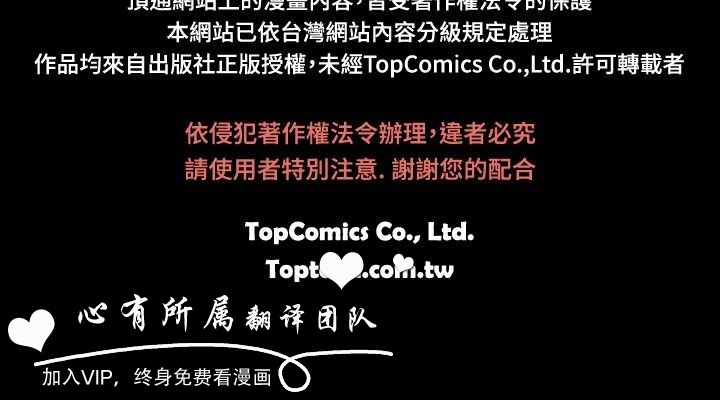 頂通網站上的漫畫內容，皆受著作權法令的保護
本網站已依台灣網站內容分級規定處理
作品均來自出版社正版授權，未經TopComics Co.,Ltd.許可轉載者
依侵犯著作權法令辦理，違者必究
請使用者特別注意. 謝謝您的配合
TopComics Co., Ltd.
.com.tw
心有所属翻译团队
加入VIP，终身免费看漫画